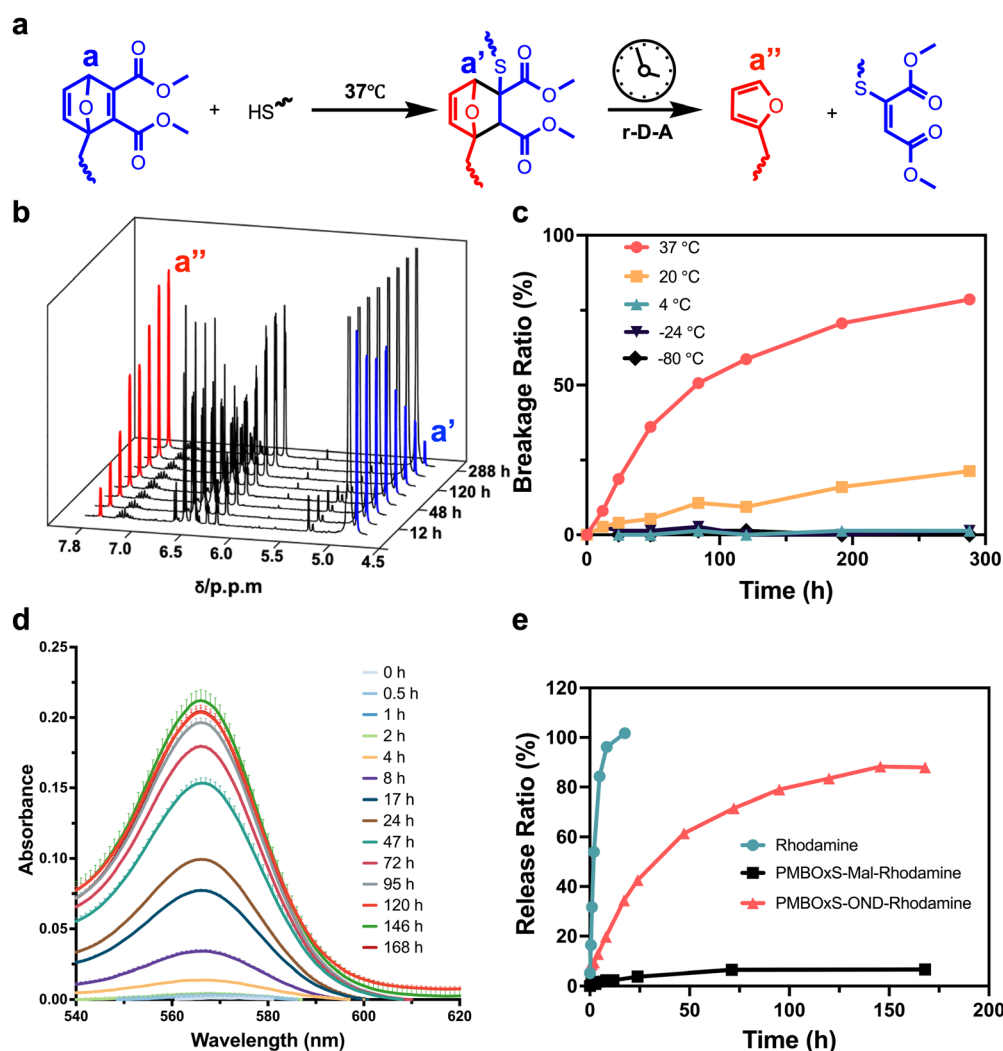 a
a
O
O
O
O
O
+
HS
37℃
S
a'
O
O
O
O
O
r-D-A
a''
O
+
S
O
O
O
O
b
a''
a'
288 h
120 h
48 h
12 h
7.8 7.0 6.5 6.0 5.0 4.5
δ/p.p.m
c
Breakage Ratio (%)
100
50
0
37 °C
20 °C
4 °C
-24 °C
-80 °C
0 100 200 300
Time (h)
d
Absorbance
0.25
0.20
0.15
0.10
0.05
0.00
0 h
0.5 h
1 h
2 h
4 h
8 h
17 h
24 h
47 h
72 h
95 h
120 h
146 h
168 h
540 560 580 600 620
Wavelength (nm)
e
Release Ratio (%)
120
100
80
60
40
20
0
Rhodamine
PMBOxS-Mal-Rhodamine
PMBOxS-OND-Rhodamine
0 50 100 150 200
Time (h)